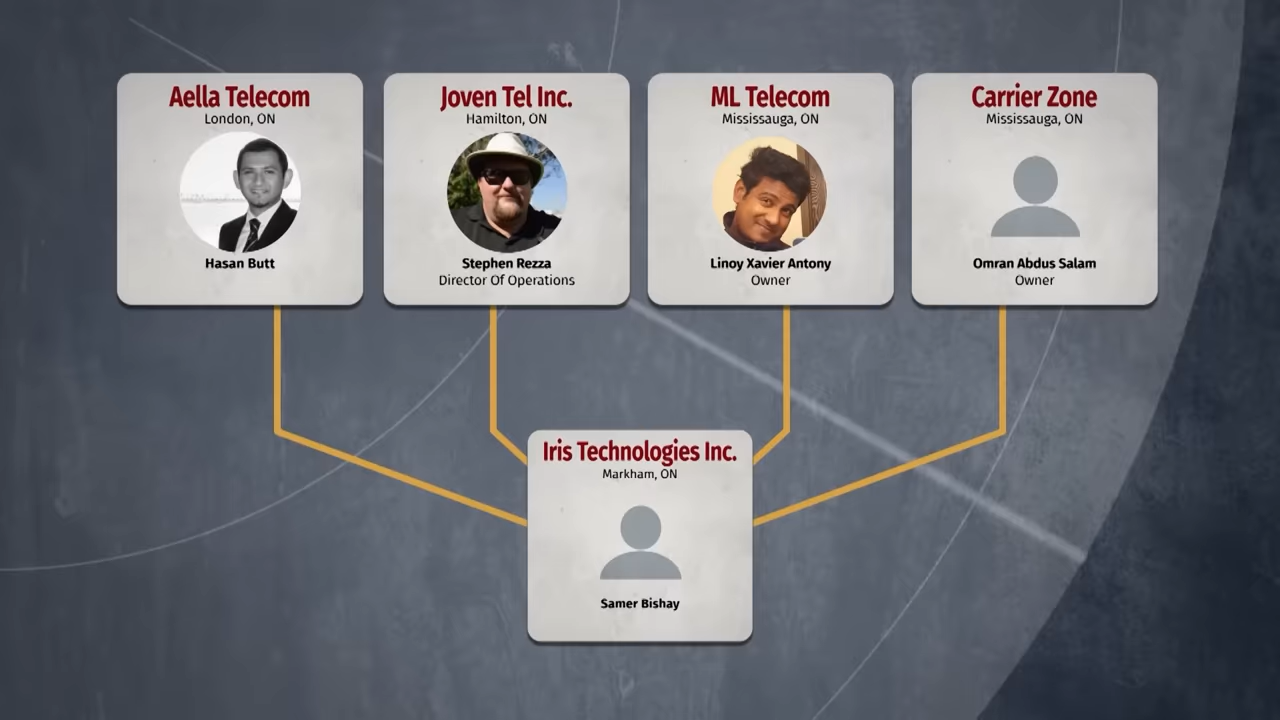 Aella Telecom
London, ON
Hasan Butt
Joven Tel Inc.
Hamilton, ON
Stephen Rezza
Director Of Operations
ML Telecom
Mississauga, ON
Linoy Xavier Antony
Owner
Carrier Zone
Mississauga, ON
Omran Abdus Salam
Owner
Iris Technologies Inc.
Markham, ON
Samer Bishay